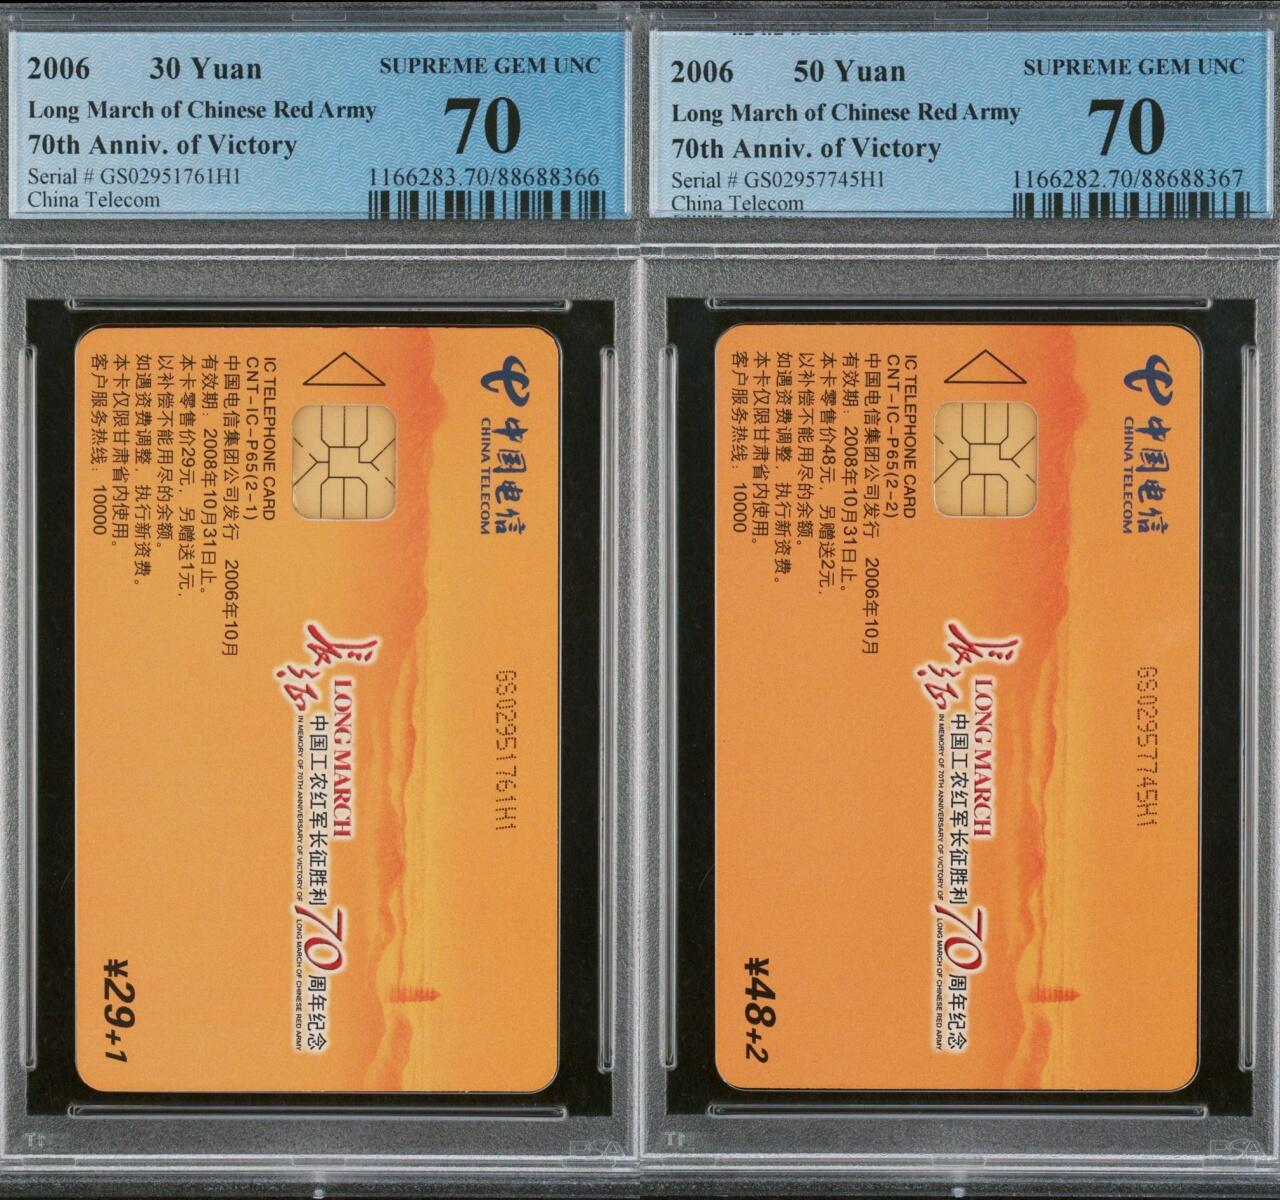 2006 30 Yuan SUPREME GEM UNC
Long March of Chinese Red Army
70
70th Anniv. of Victory
Serial # GS02951761H1
1166283.70/88688366
China Telecom
中国电信
CHINA TELECOM
GS02951761H1
IC TELEPHONE CARD
CNT-IC-P65(2-1)
中国电信集团公司发行 2006年10月
有效期：2008年10月31日止。
本卡零售价29元，另赠送1元，
以补偿不能用尽的余额。
如遇资费调整，执行新资费。
本卡仅限甘肃省内使用。
客户服务热线：10000
长征
LONG MARCH
中国工农红军长征胜利70周年纪念
IN MEMORY OF 70TH ANNIVERSARY OF VICTORY OF LONG MARCH OF CHINESE RED ARMY
¥29+1
PSA
2006 50 Yuan SUPREME GEM UNC
Long March of Chinese Red Army
70
70th Anniv. of Victory
Serial # GS02957745H1
1166282.70/88688367
China Telecom
中国电信
CHINA TELECOM
GS02957745H1
IC TELEPHONE CARD
CNT-IC-P65(2-2)
中国电信集团公司发行 2006年10月
有效期：2008年10月31日止。
本卡零售价48元，另赠送2元，
以补偿不能用尽的余额。
如遇资费调整，执行新资费。
本卡仅限甘肃省内使用。
客户服务热线：10000
长征
LONG MARCH
中国工农红军长征胜利70周年纪念
IN MEMORY OF 70TH ANNIVERSARY OF VICTORY OF LONG MARCH OF CHINESE RED ARMY
¥48+2
PSA